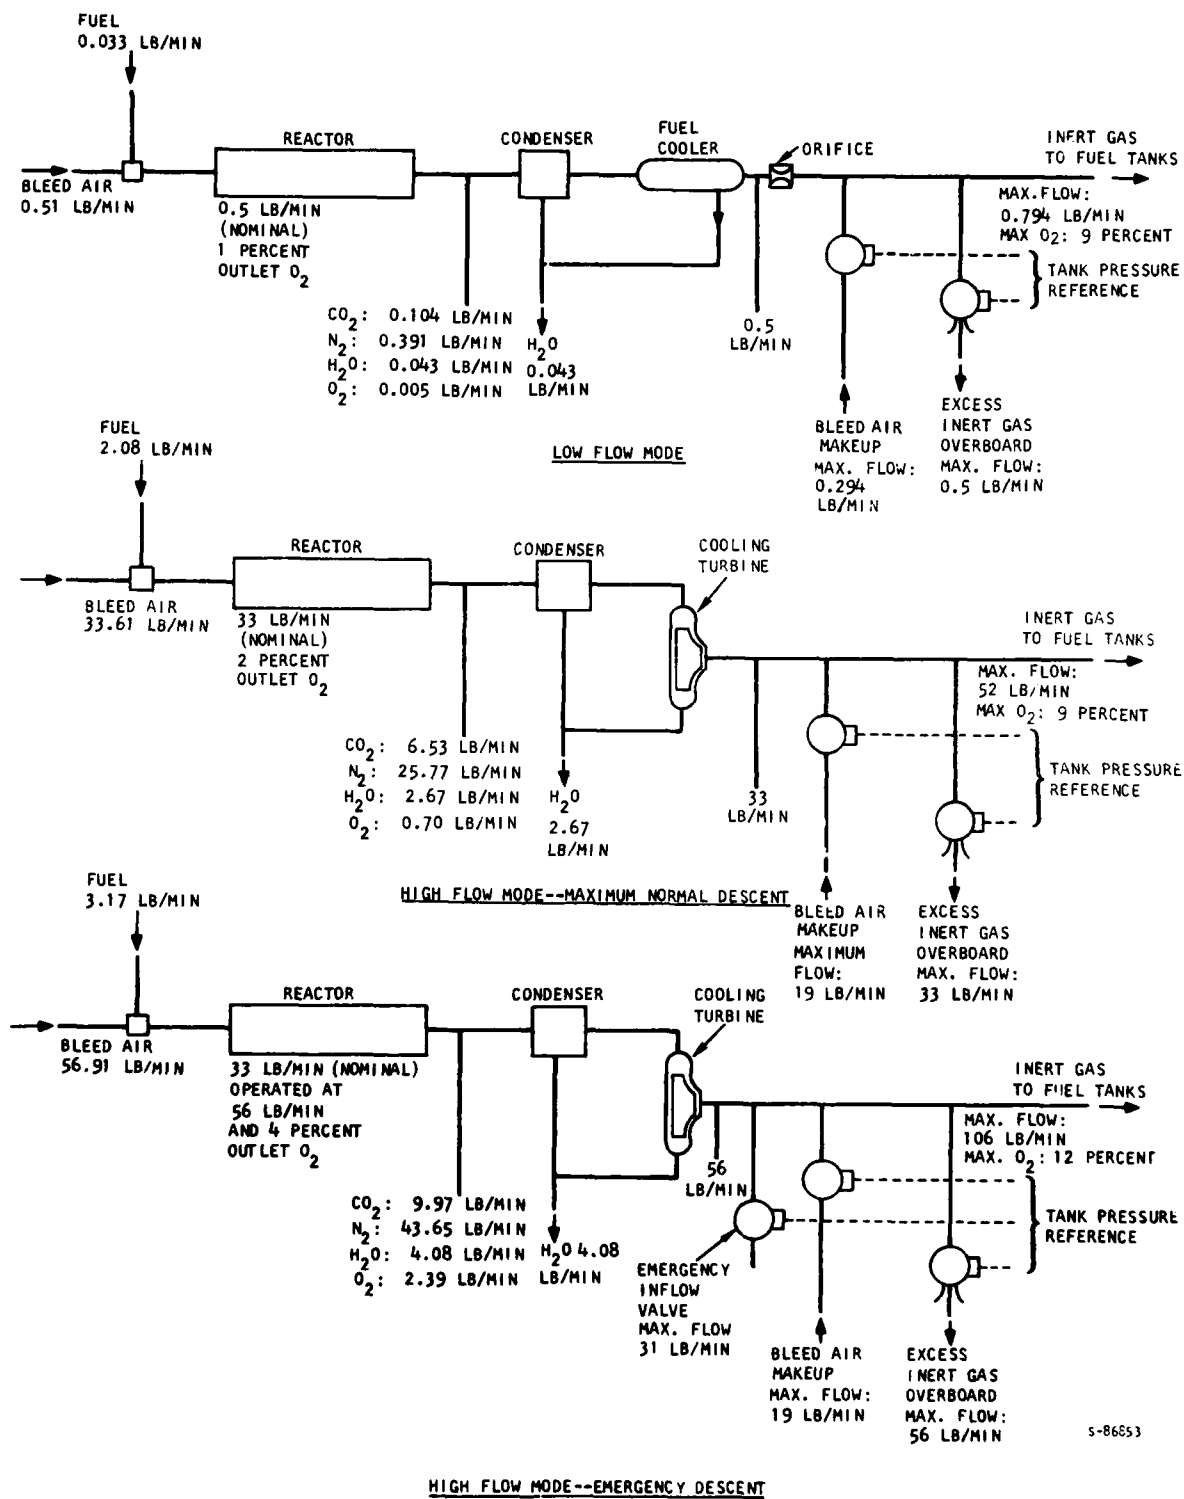 FUEL
0.033 LB/MIN
REACTOR
CONDENSER
FUEL
COOLER
ORIFICE
INERT GAS
TO FUEL TANKS
BLEED AIR
0.51 LB/MIN
0.5 LB/MIN
(NOMINAL)
1 PERCENT
OUTLET O2
MAX. FLOW:
0.794 LB/MIN
MAX O2: 9 PERCENT
TANK PRESSURE
REFERENCE
CO2: 0.104 LB/MIN
N2: 0.391 LB/MIN
H2O: 0.043 LB/MIN
O2: 0.005 LB/MIN
H2O
0.043
LB/MIN
0.5
LB/MIN
BLEED AIR
MAKEUP
MAX. FLOW:
0.294
LB/MIN
EXCESS
INERT GAS
OVERBOARD
MAX. FLOW:
0.5 LB/MIN
LOW FLOW MODE
FUEL
2.08 LB/MIN
REACTOR
CONDENSER
COOLING
TURBINE
BLEED AIR
33.61 LB/MIN
33 LB/MIN
(NOMINAL)
2 PERCENT
OUTLET O2
INERT GAS
TO FUEL TANKS
MAX. FLOW:
52 LB/MIN
MAX O2: 9 PERCENT
TANK PRESSURE
REFERENCE
CO2: 6.53 LB/MIN
N2: 25.77 LB/MIN
H2O: 2.67 LB/MIN
O2: 0.70 LB/MIN
H2O
2.67
LB/MIN
33
LB/MIN
BLEED AIR
MAKEUP
MAXIMUM
FLOW:
19 LB/MIN
EXCESS
INERT GAS
OVERBOARD
MAX. FLOW:
33 LB/MIN
HIGH FLOW MODE--MAXIMUM NORMAL DESCENT
FUEL
3.17 LB/MIN
REACTOR
CONDENSER
COOLING
TURBINE
BLEED AIR
56.91 LB/MIN
33 LB/MIN (NOMINAL)
OPERATED AT
56 LB/MIN
AND 4 PERCENT
OUTLET O2
INERT GAS
TO FUEL TANKS
MAX. FLOW:
106 LB/MIN
MAX. O2: 12 PERCENT
TANK PRESSURE
REFERENCE
CO2: 9.97 LB/MIN
N2: 43.65 LB/MIN
H2O: 4.08 LB/MIN
O2: 2.39 LB/MIN
H2O 4.08
LB/MIN
56
LB/MIN
EMERGENCY
INFLOW
VALVE
MAX. FLOW
31 LB/MIN
BLEED AIR
MAKEUP
MAX. FLOW:
19 LB/MIN
EXCESS
INERT GAS
OVERBOARD
MAX. FLOW:
56 LB/MIN
S-86853
HIGH FLOW MODE--EMERGENCY DESCENT